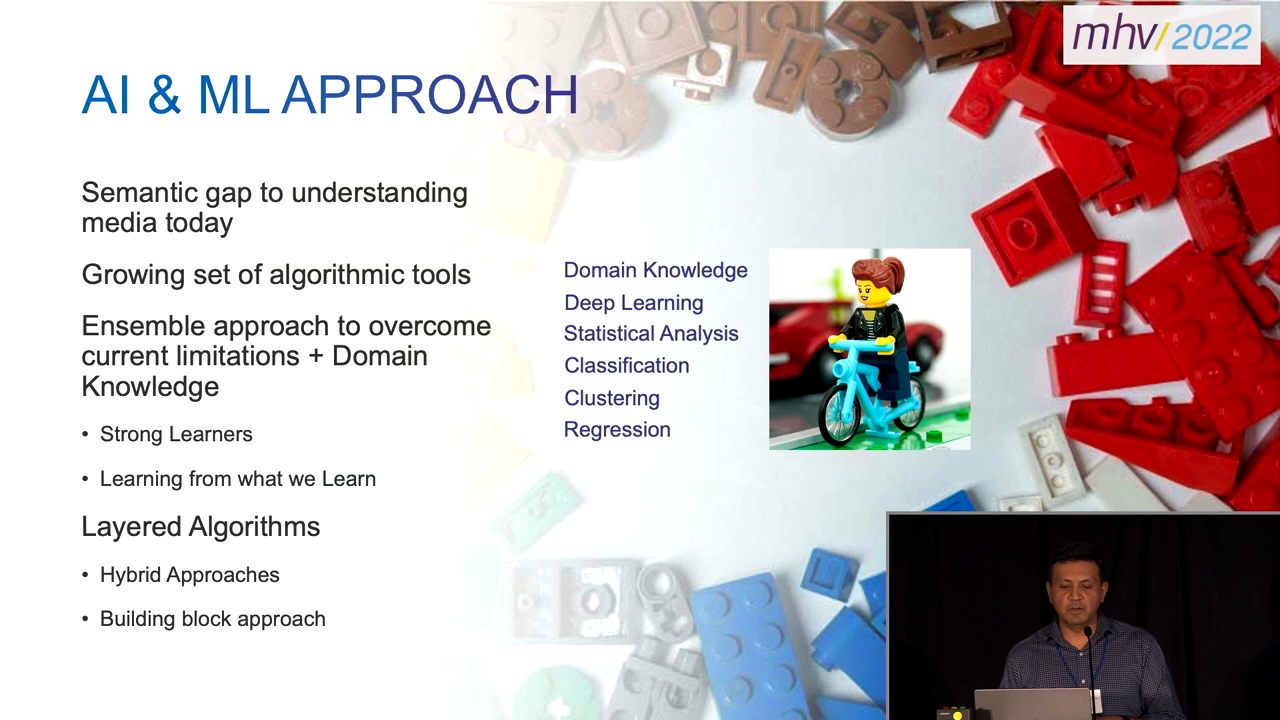 mhv/2022
AI & ML APPROACH
Semantic gap to understanding
media today
Growing set of algorithmic tools
Ensemble approach to overcome
current limitations + Domain
Knowledge
• Strong Learners
• Learning from what we Learn
Layered Algorithms
• Hybrid Approaches
• Building block approach
Domain Knowledge
Deep Learning
Statistical Analysis
Classification
Clustering
Regression